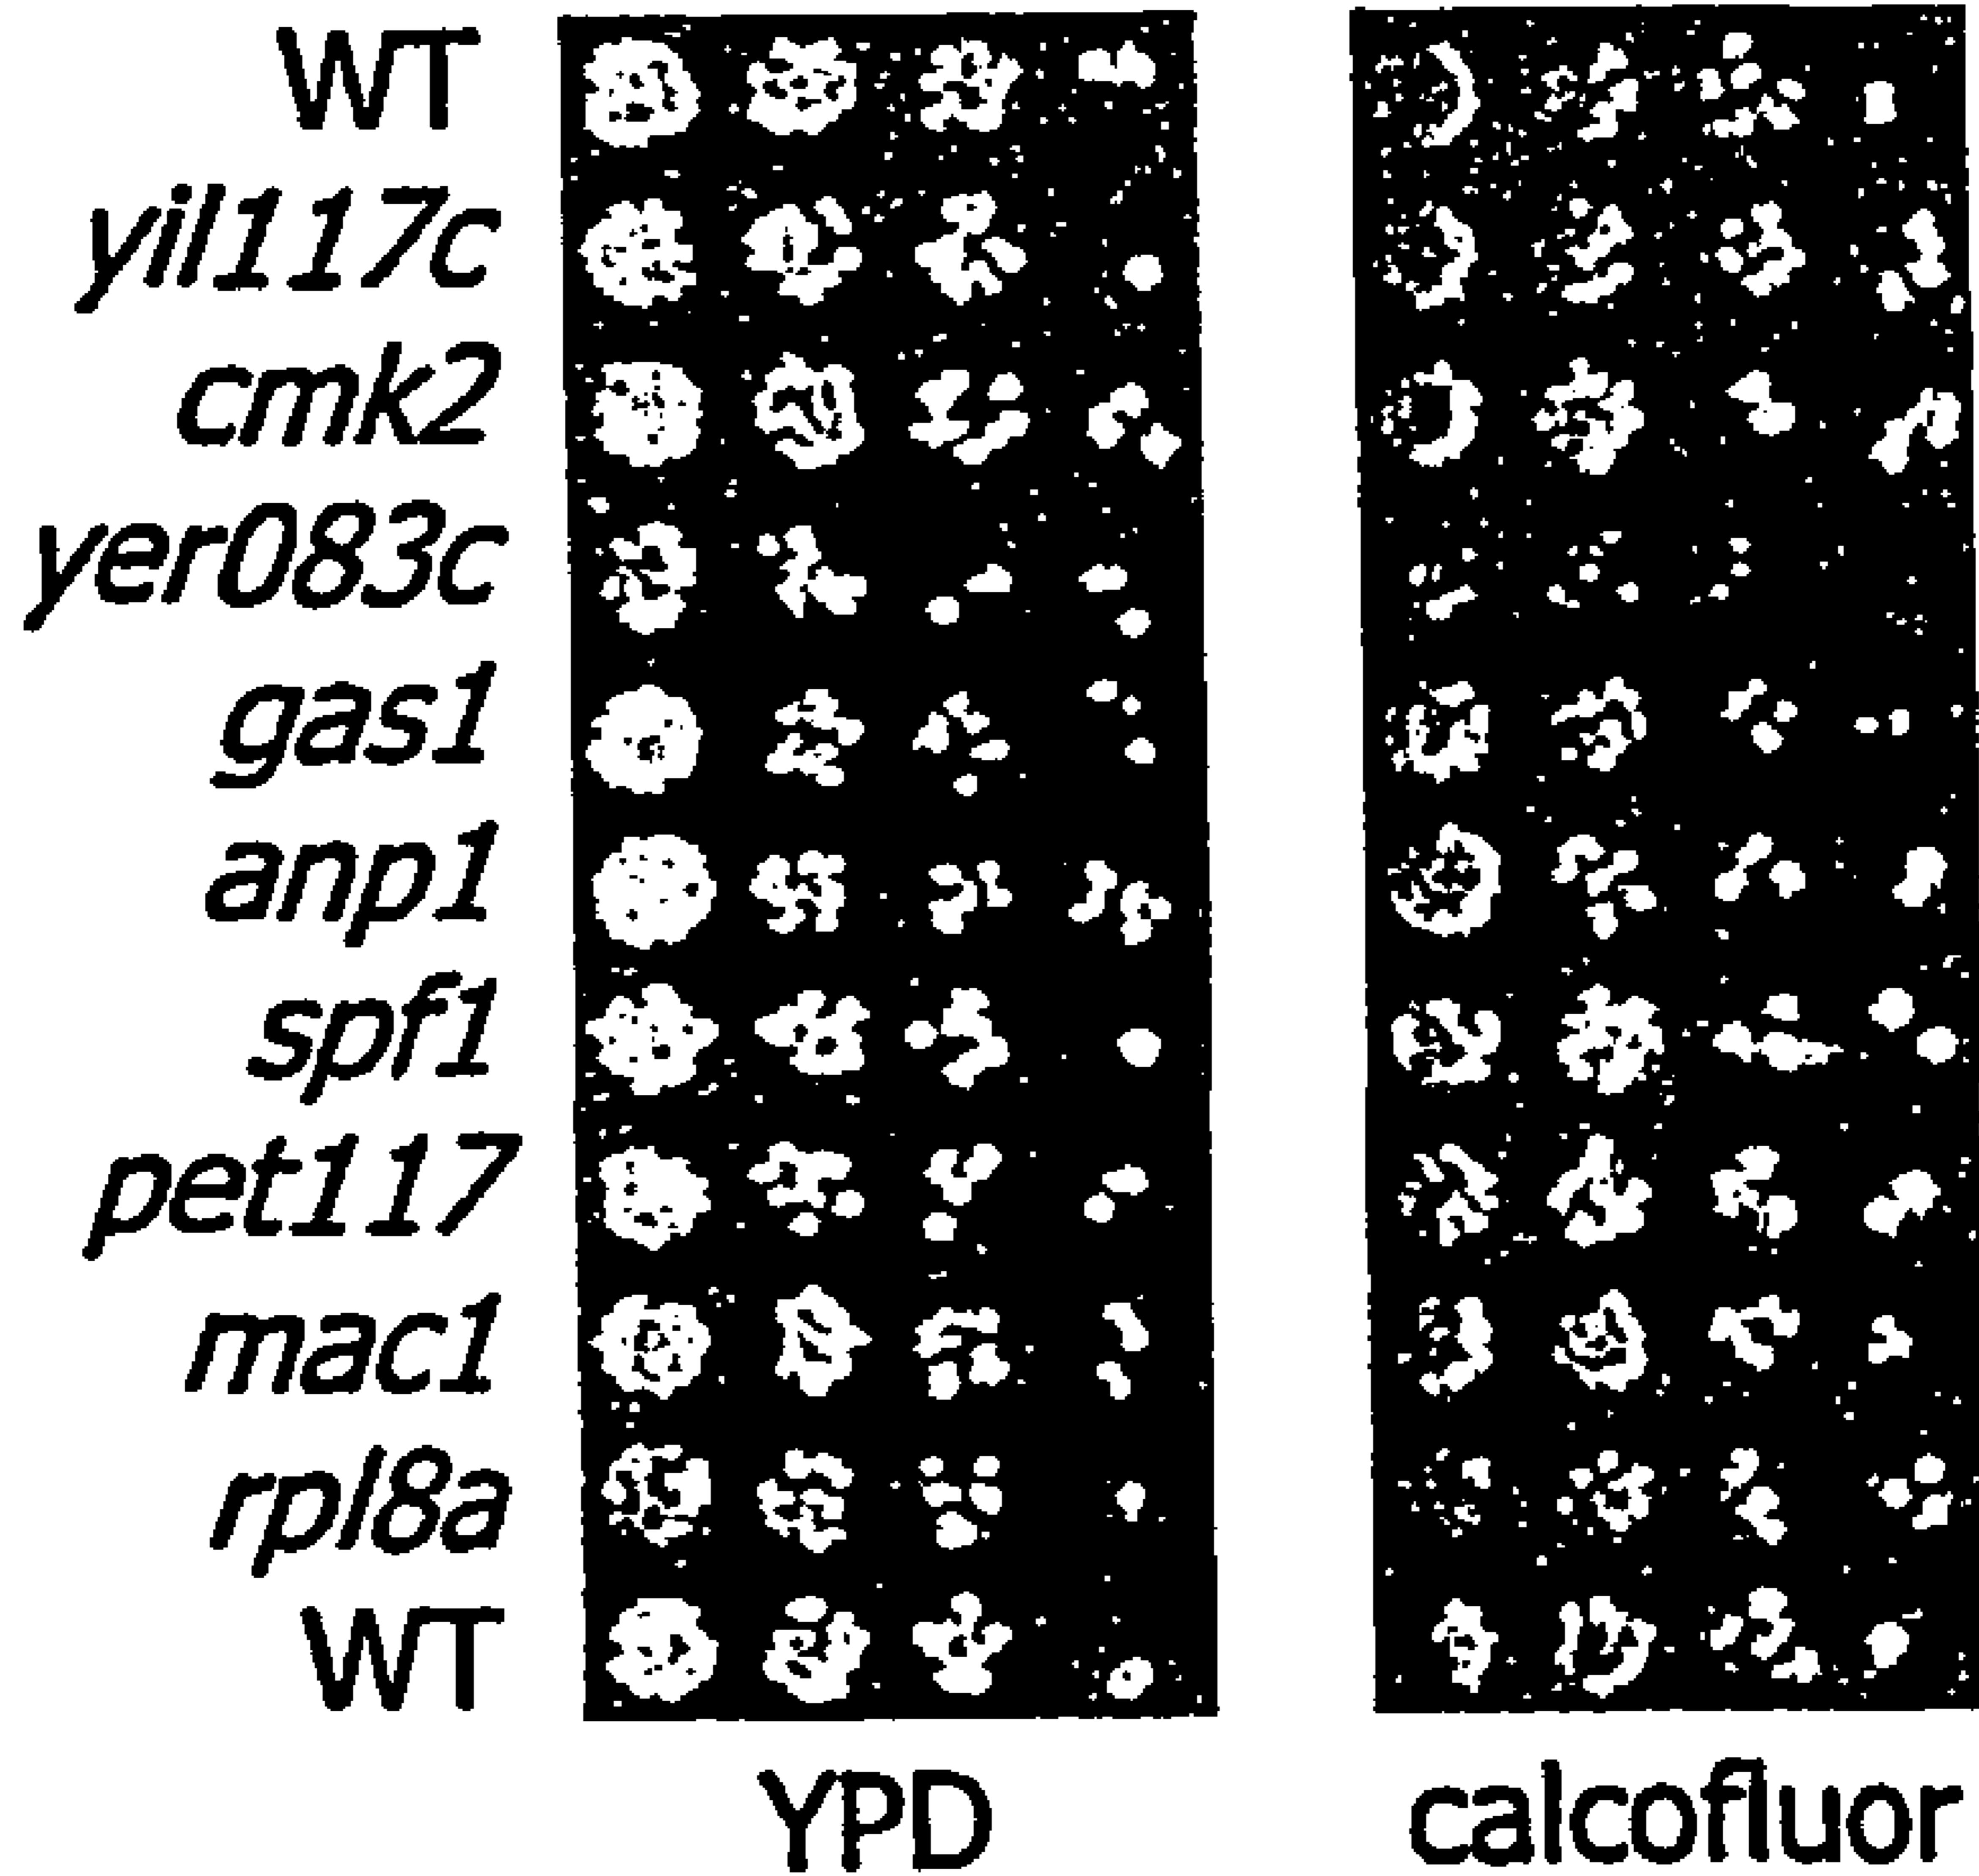 WT
yil117c
cmk2
yer083c
gas1
anp1
spf1
pet117
mac1
rpl8a
WT
YPD calcofluor